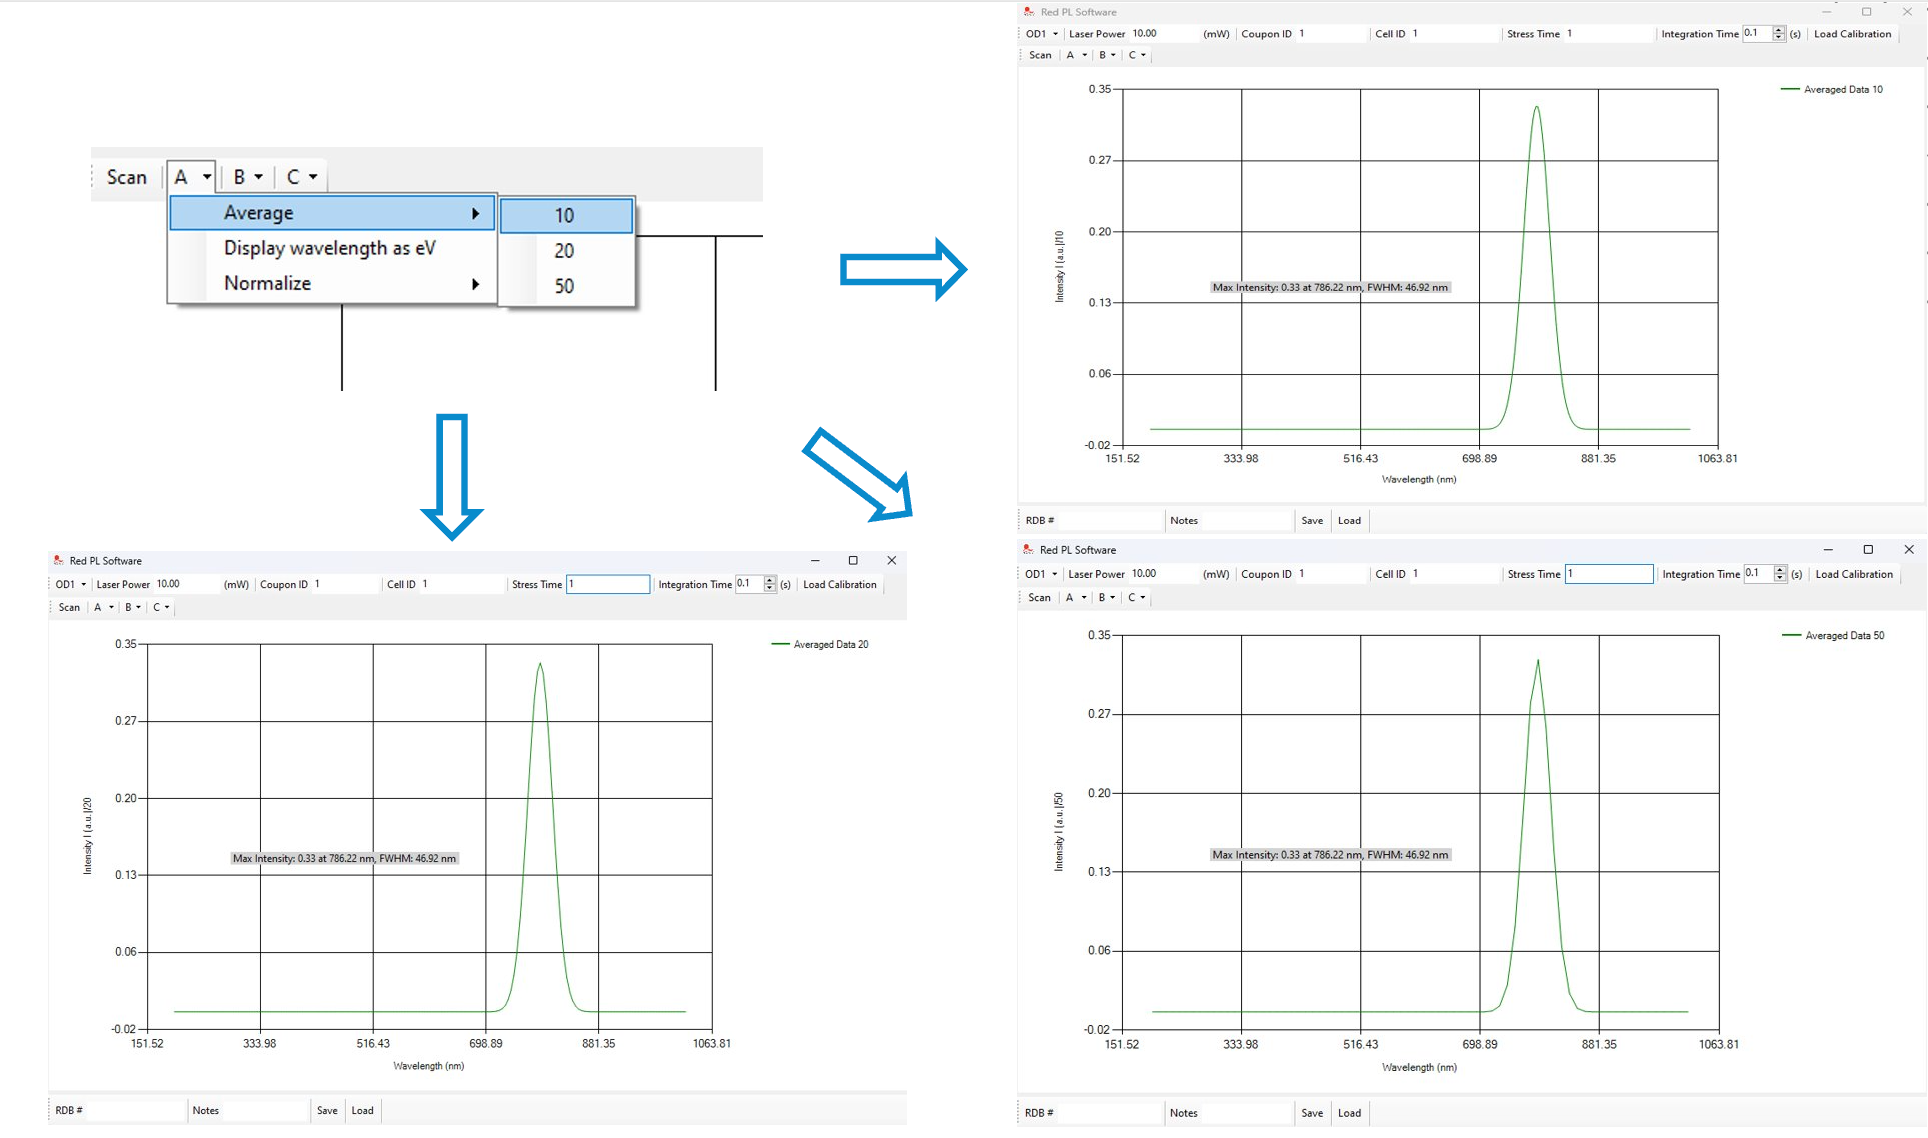 Scan A B C
Average
Display wavelength as eV
Normalize
10
20
50
Red PL Software
OD1 Laser Power 10.00 (mW) Coupon ID 1 Cell ID 1 Stress Time 1 Integration Time 0.1 (s) Load Calibration
Scan A B C
Averaged Data 10
0.35
0.27
0.20
0.13
0.06
-0.02
Intensity I (a.u.)/10
Max Intensity: 0.33 at 786.22 nm, FWHM: 46.92 nm
151.52 333.98 516.43 698.89 881.35 1063.81
Wavelength (nm)
RDB # Notes Save Load
Red PL Software
OD1 Laser Power 10.00 (mW) Coupon ID 1 Cell ID 1 Stress Time 1 Integration Time 0.1 (s) Load Calibration
Scan A B C
Averaged Data 20
0.35
0.27
0.20
0.13
0.06
-0.02
Intensity I (a.u.)/20
Max Intensity: 0.33 at 786.22 nm, FWHM: 46.92 nm
151.52 333.98 516.43 698.89 881.35 1063.81
Wavelength (nm)
RDB # Notes Save Load
Red PL Software
OD1 Laser Power 10.00 (mW) Coupon ID 1 Cell ID 1 Stress Time 1 Integration Time 0.1 (s) Load Calibration
Scan A B C
Averaged Data 50
0.35
0.27
0.20
0.13
0.06
-0.02
Intensity I (a.u.)/50
Max Intensity: 0.33 at 786.22 nm, FWHM: 46.92 nm
151.52 333.98 516.43 698.89 881.35 1063.81
Wavelength (nm)
RDB # Notes Save Load